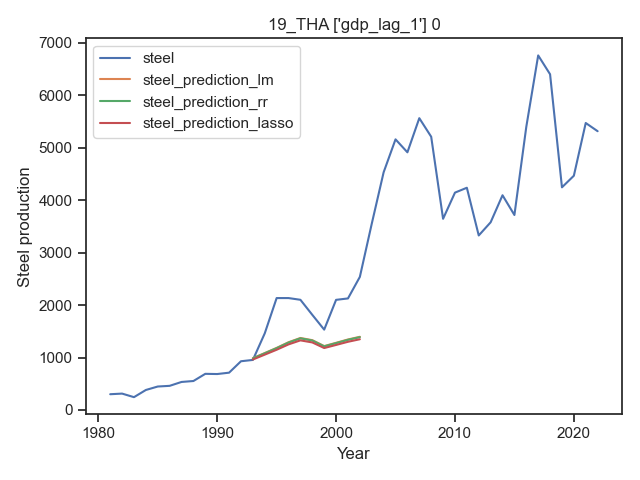 19_THA ['gdp_lag_1'] 0
steel
steel_prediction_lm
steel_prediction_rr
steel_prediction_lasso
Steel production
7000
6000
5000
4000
3000
2000
1000
0
1980
1990
2000
2010
2020
Year